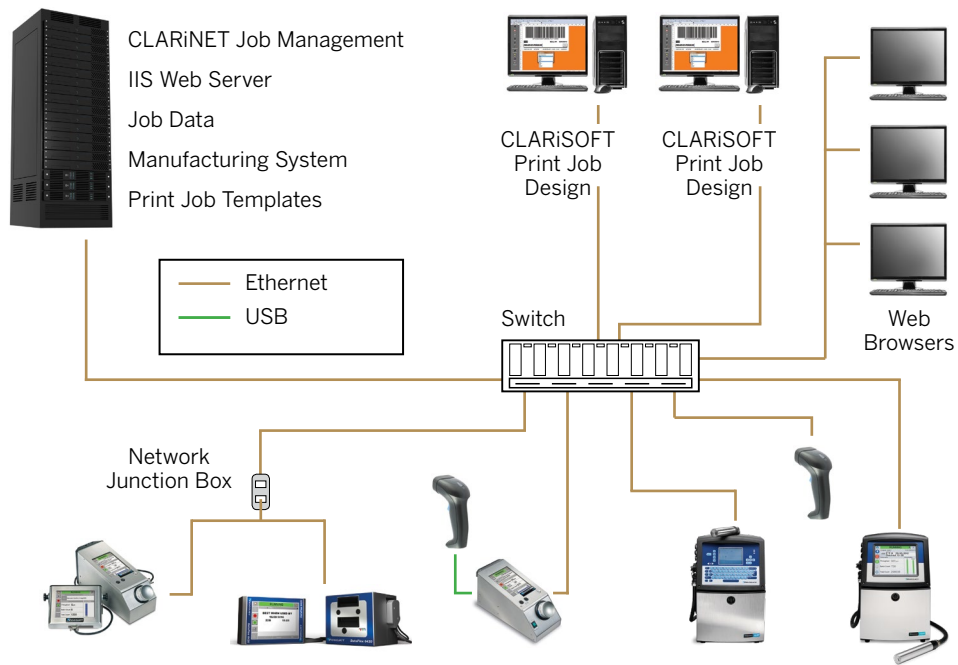 CLARiNET Job Management
IIS Web Server
Job Data
Manufacturing System
Print Job Templates
CLARiSOFT
Print Job
Design
CLARiSOFT
Print Job
Design
Ethernet
USB
Switch
Web
Browsers
Network
Junction Box